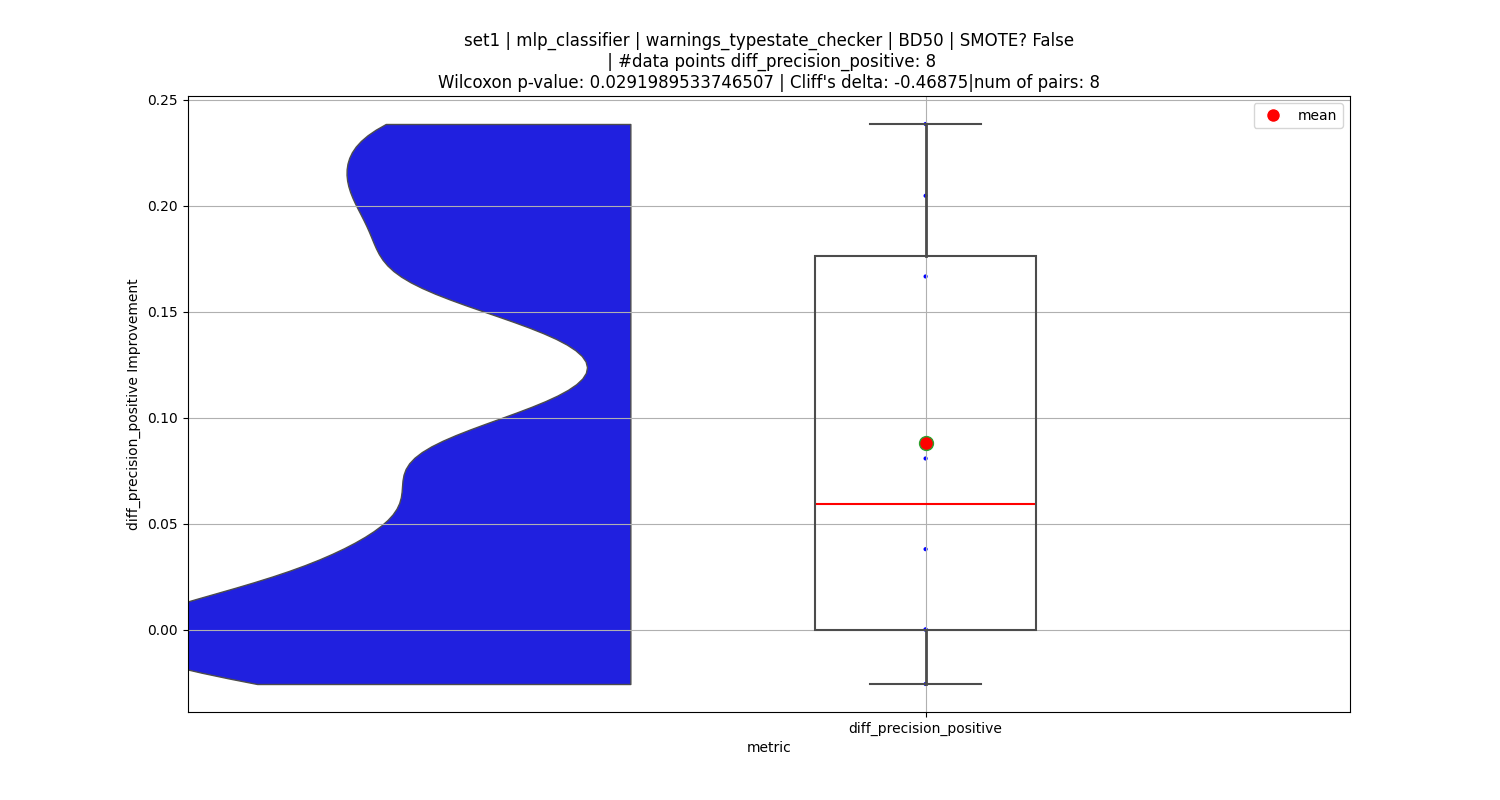 set1 | mlp_classifier | warnings_typestate_checker | BD50 | SMOTE? False
| #data points diff_precision_positive: 8
Wilcoxon p-value: 0.0291989533746507 | Cliff's delta: -0.46875|num of pairs: 8
mean
diff_precision_positive Improvement
0.25
0.20
0.15
0.10
0.05
0.00
diff_precision_positive
metric